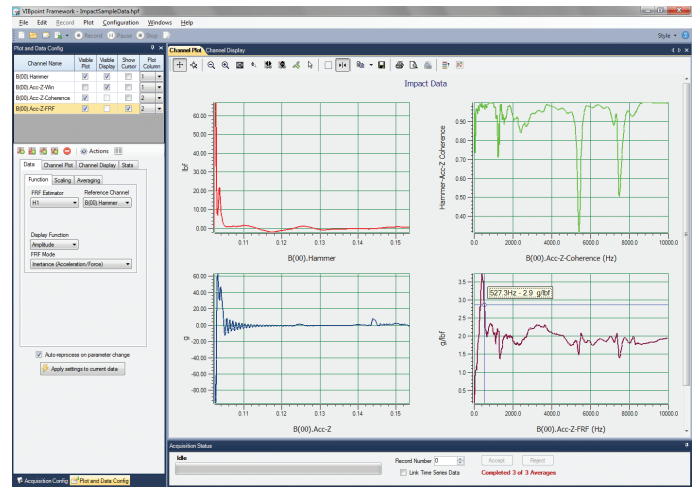 VIBpoint Framework - ImpactSampleData.hpf
File Edit Record Plot Configuration Windows Help
Record Pause Stop
Style
Plot and Data Config
Channel Name Visible Plot Visible Display Show Cursor Plot Column
B(00).Hammer 1
B(00).Acc-Z-Win 1
B(00).Acc-Z-Coherence 2
B(00).Acc-Z-FRF 2
Actions
Data Channel Plot Channel Display Stats
Function Scaling Averaging
FRF Estimator Reference Channel
H1 B(00).Hammer
Display Function
Amplitude
FRF Mode
Inertance (Acceleration/Force)
Auto-reprocess on parameter change
Apply settings to current data
Acquisition Config Plot and Data Config
Channel Plot Channel Display
Impact Data
lbf
60.00
50.00
40.00
30.00
20.00
10.00
0.00
0.11 0.12 0.13 0.14 0.15
B(00).Hammer
Hammer-Acc-Z Coherence
0.90
0.80
0.70
0.60
0.50
0.40
0.0 2000.0 4000.0 6000.0 8000.0 10000.0
B(00).Acc-Z-Coherence (Hz)
g
60.00
40.00
20.00
0.00
-20.00
-40.00
-60.00
-80.00
0.11 0.12 0.13 0.14 0.15
B(00).Acc-Z
g/lbf
3.5
3.0
2.5
2.0
1.5
1.0
0.5
527.3Hz - 2.9 g/lbf
0.0 2000.0 4000.0 6000.0 8000.0 10000.0
B(00).Acc-Z-FRF (Hz)
Acquisition Status
Idle
Record Number 0
Accept Reject
Link Time Series Data
Completed 3 of 3 Averages